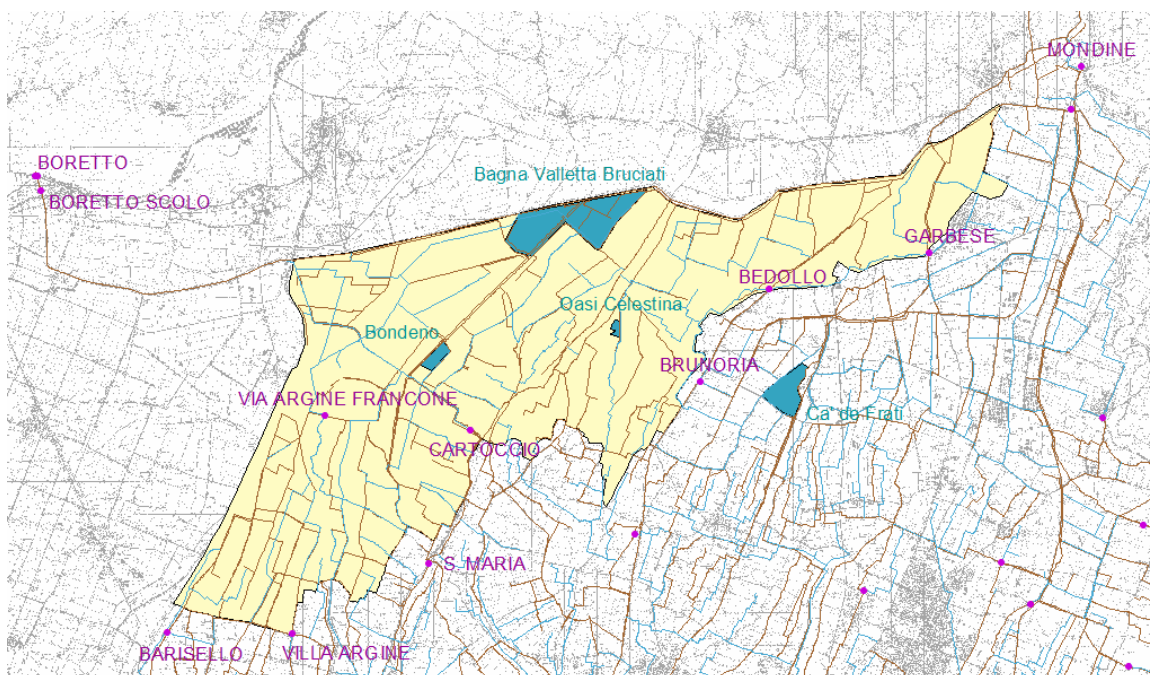 MONDINE
BORETTO
Bagna Valletta Bruciati
BORETTO SCOLO
GARBESE
BEDOLLO
Oasi Celestina
Bondeno
BRUNORIA
VIA ARGINE FRANCONE
Ca' de Frati
CARTOCCIO
S. MARIA
BARISELLO
VILLA ARGINE